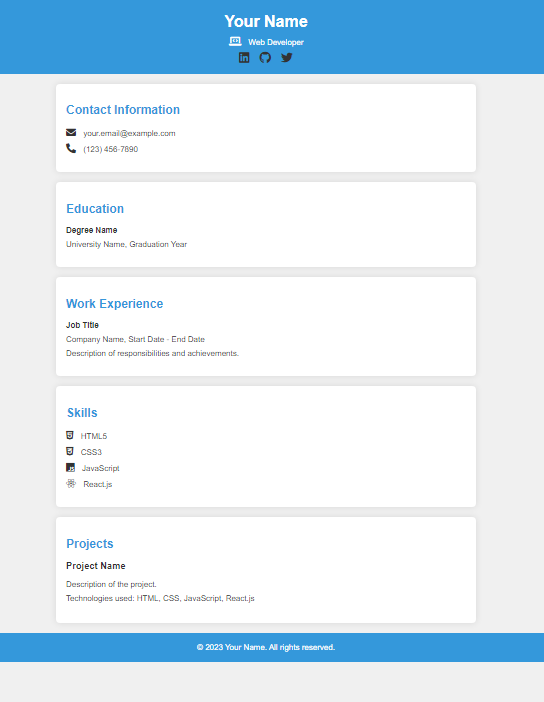 Your Name
Web Developer
Contact Information
your.email@example.com
(123) 456-7890
Education
Degree Name
University Name, Graduation Year
Work Experience
Job Title
Company Name, Start Date - End Date
Description of responsibilities and achievements.
Skills
HTML5
CSS3
JavaScript
React.js
Projects
Project Name
Description of the project.
Technologies used: HTML, CSS, JavaScript, React.js
© 2023 Your Name. All rights reserved.